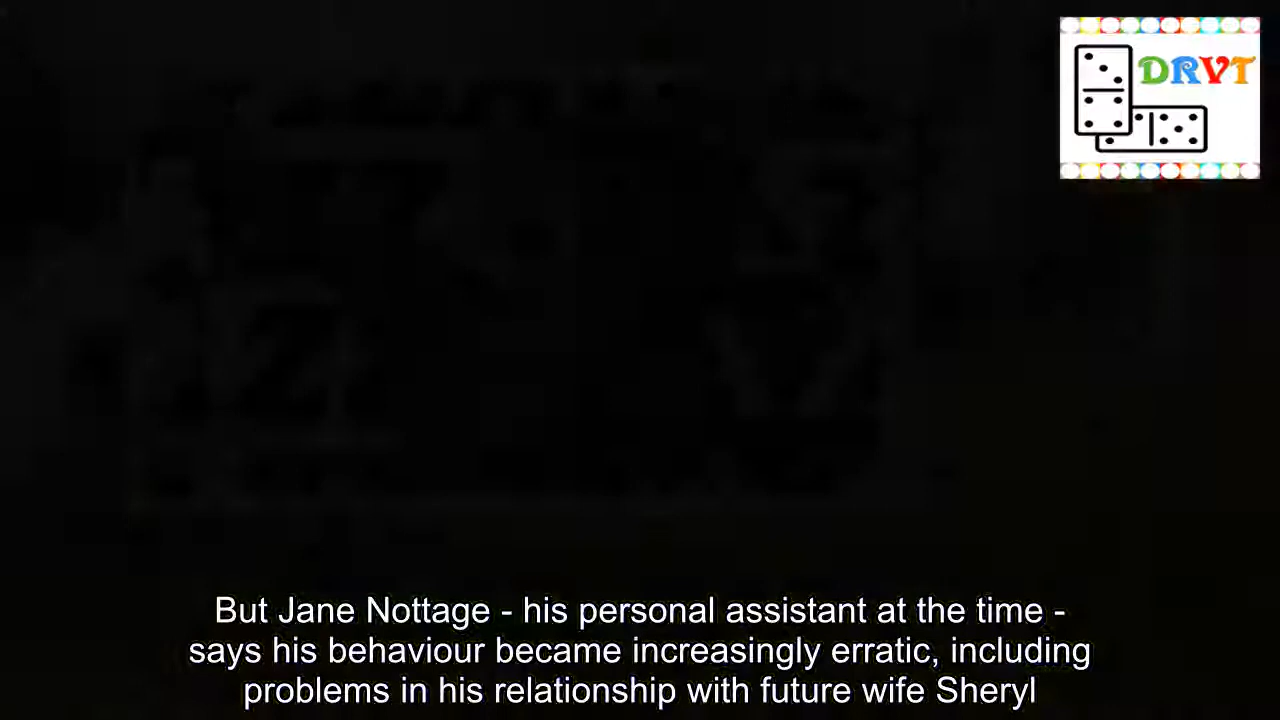 DRVT
But Jane Nottage - his personal assistant at the time -
says his behaviour became increasingly erratic, including
problems in his relationship with future wife Sheryl